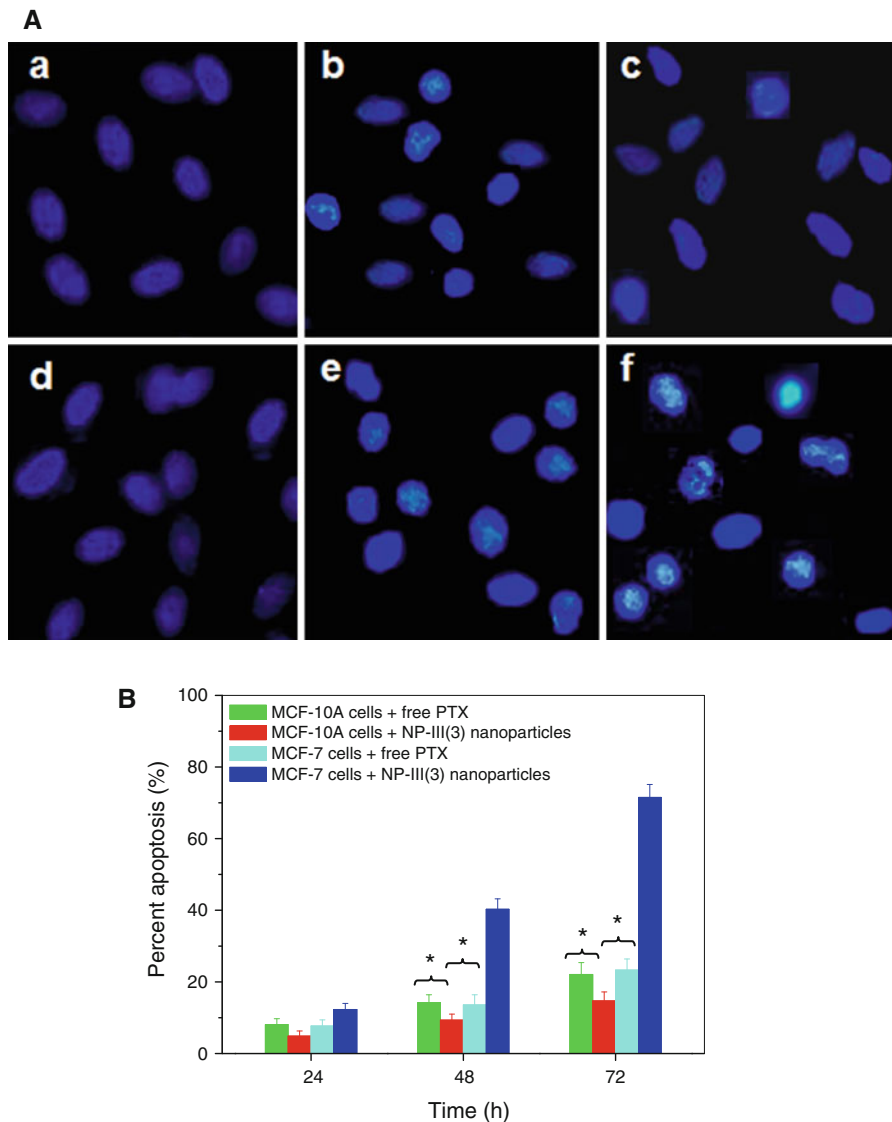 A
a
b
c
d
e
f
B
MCF-10A cells + free PTX
MCF-10A cells + NP-III(3) nanoparticles
MCF-7 cells + free PTX
MCF-7 cells + NP-III(3) nanoparticles
Percent apoptosis (%)
100
80
60
40
20
0
* * * *
24 48 72
Time (h)